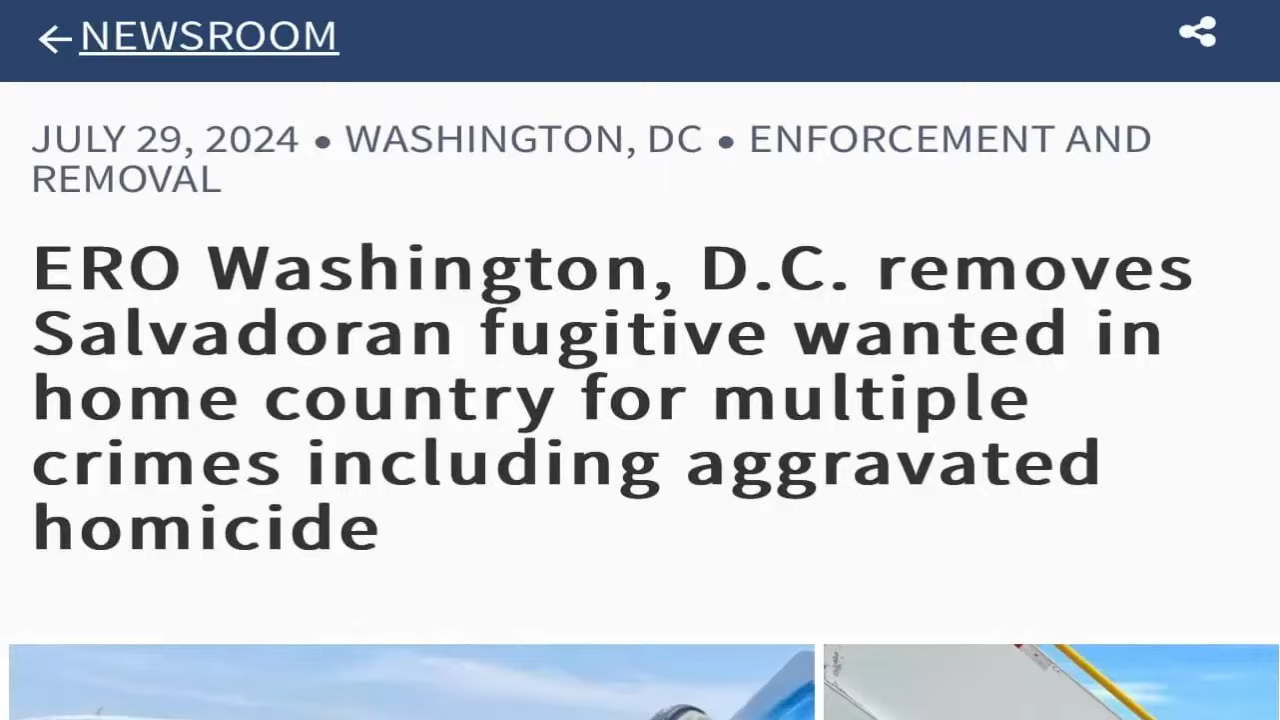 NEWSROOM
JULY 29, 2024 • WASHINGTON, DC • ENFORCEMENT AND
REMOVAL
ERO Washington, D.C. removes
Salvadoran fugitive wanted in
home country for multiple
crimes including aggravated
homicide